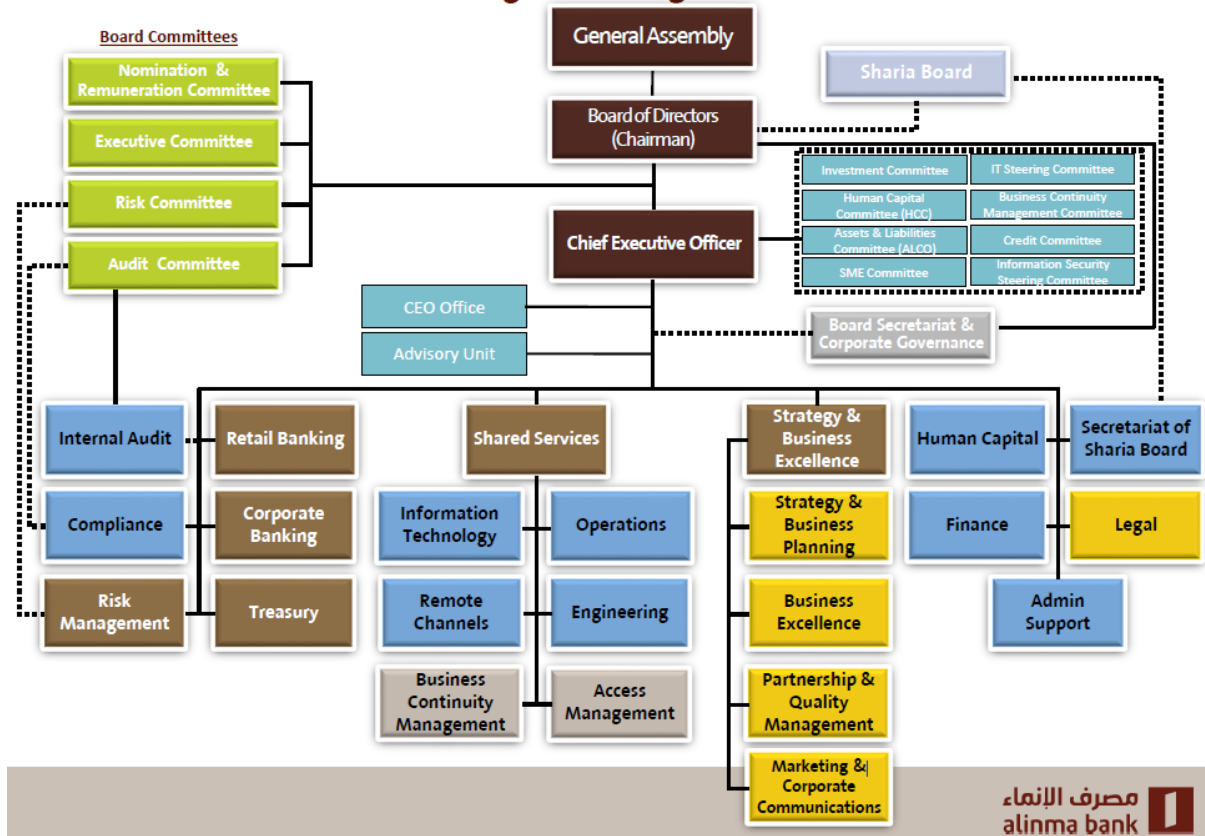 Board Committees
General Assembly
Nomination &
Remuneration Committee
Sharia Board
Board of Directors
(Chairman)
Executive Committee
Investment Committee
IT Steering Committee
Risk Committee
Human Capital
Committee (HCC)
Business Continuity
Management Committee
Chief Executive Officer
Assets & Liabilities
Committee (ALCO)
Credit Committee
Audit Committee
SME Committee
Information Security
Steering Committee
CEO Office
Board Secretariat &
Corporate Governance
Advisory Unit
Internal Audit
Retail Banking
Shared Services
Strategy &
Business
Excellence
Human Capital
Secretariat of
Sharia Board
Compliance
Corporate
Banking
Information
Technology
Operations
Strategy &
Business
Planning
Finance
Legal
Risk
Management
Treasury
Remote
Channels
Engineering
Business
Excellence
Admin
Support
Business
Continuity
Management
Access
Management
Partnership &
Quality
Management
Marketing &
Corporate
Communications
مصرف الإنماء
alinma bank